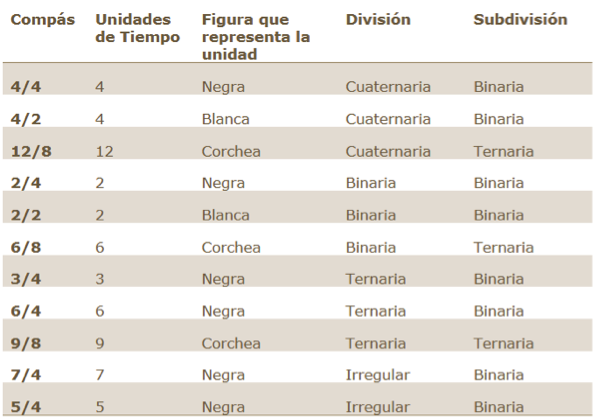 Compás Unidades de Tiempo Figura que representa la unidad División Subdivisión
4/4 4 Negra Cuaternaria Binaria
4/2 4 Blanca Cuaternaria Binaria
12/8 12 Corchea Cuaternaria Ternaria
2/4 2 Negra Binaria Binaria
2/2 2 Blanca Binaria Binaria
6/8 6 Corchea Binaria Ternaria
3/4 3 Negra Ternaria Binaria
6/4 6 Negra Ternaria Binaria
9/8 9 Corchea Ternaria Ternaria
7/4 7 Negra Irregular Binaria
5/4 5 Negra Irregular Binaria